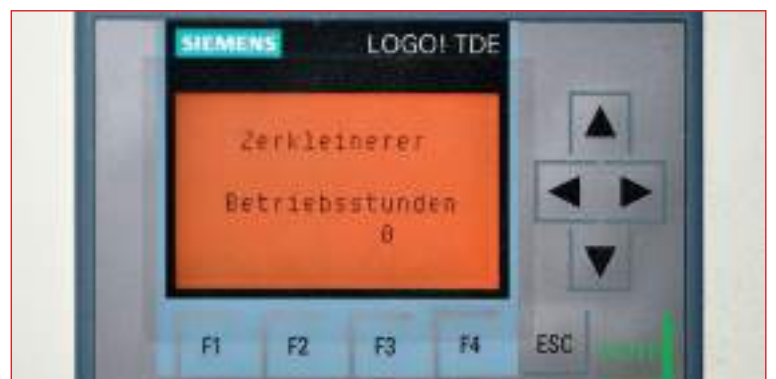 SIEMENS LOGO! TDE
Zerkleinerer
Betriebsstunden
0
F1 F2 F3 F4 ESC